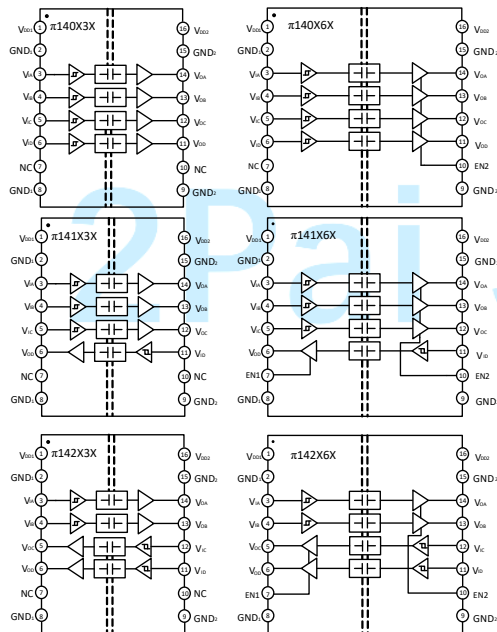 π140X3X
VDD1 1 16 VDD2
GND1 2 15 GND2
VIA 3 14 VOA
VIB 4 13 VOB
VIC 5 12 VOC
VID 6 11 VOD
NC 7 10 NC
GND1 8 9 GND2
π140X6X
VDD1 1 16 VDD2
GND1 2 15 GND2
VIA 3 14 VOA
VIB 4 13 VOB
VIC 5 12 VOC
VID 6 11 VOD
NC 7 10 EN2
GND1 8 9 GND2
π141X3X
VDD1 1 16 VDD2
GND1 2 15 GND2
VIA 3 14 VOA
VIB 4 13 VOB
VIC 5 12 VOC
VOD 6 11 VID
NC 7 10 NC
GND1 8 9 GND2
π141X6X
VDD1 1 16 VDD2
GND1 2 15 GND2
VIA 3 14 VOA
VIB 4 13 VOB
VIC 5 12 VOC
VOD 6 11 VID
EN1 7 10 EN2
GND1 8 9 GND2
π142X3X
VDD1 1 16 VDD2
GND1 2 15 GND2
VIA 3 14 VOA
VIB 4 13 VOB
VOC 5 12 VIC
VOD 6 11 VID
NC 7 10 NC
GND1 8 9 GND2
π142X6X
VDD1 1 16 VDD2
GND1 2 15 GND2
VIA 3 14 VOA
VIB 4 13 VOB
VOC 5 12 VIC
VOD 6 11 VID
EN1 7 10 EN2
GND1 8 9 GND2
2Pai